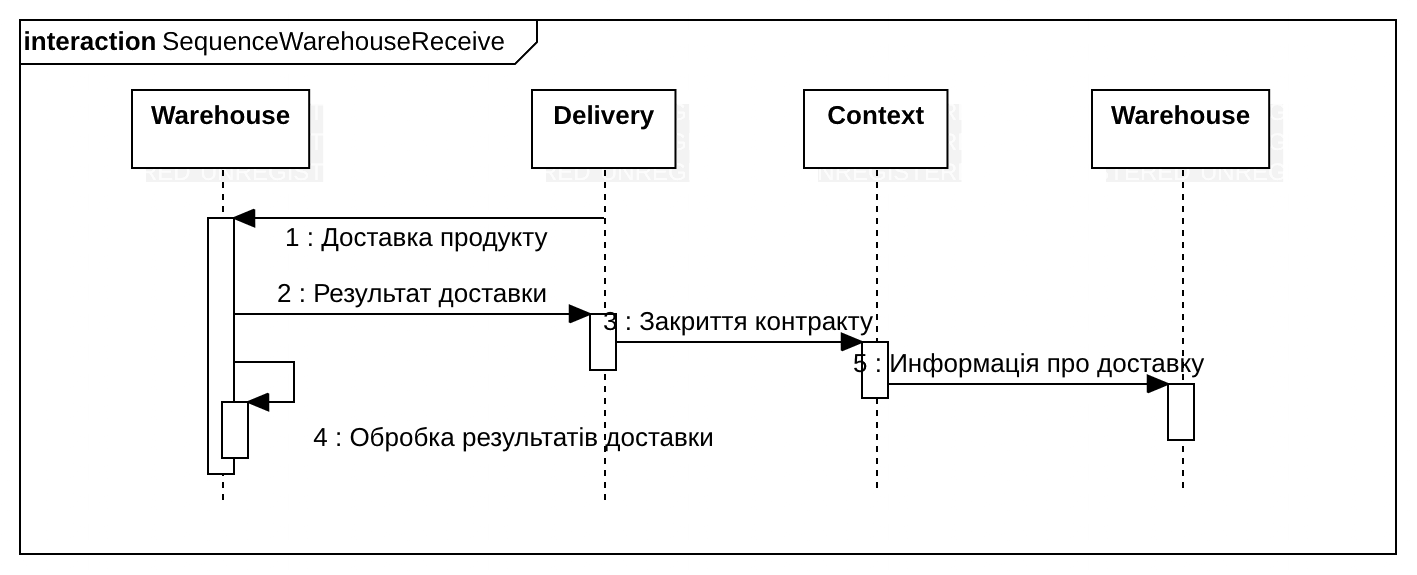 interaction SequenceWarehouseReceive
Warehouse
Delivery
Context
Warehouse
1 : Доставка продукту
2 : Результат доставки
3 : Закриття контракту
5 : Информація про доставку
4 : Обробка результатів доставки